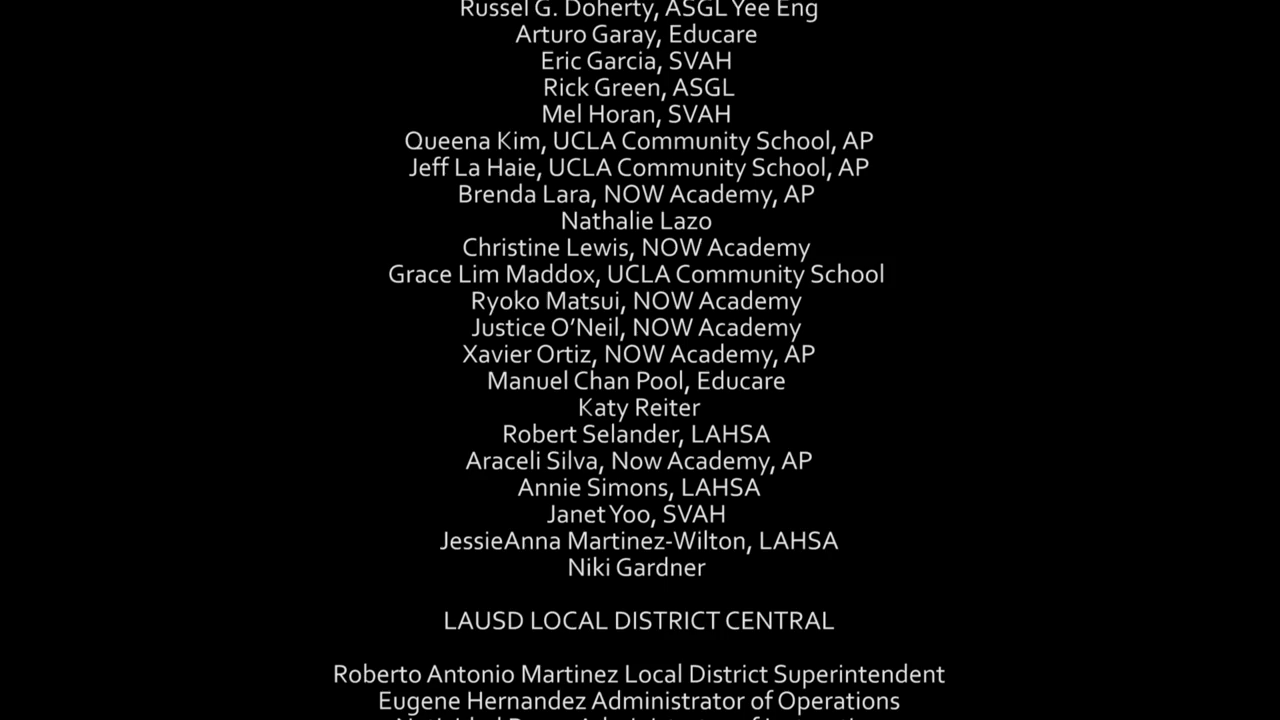 Russel G. Doherty, ASGL Yee Eng
Arturo Garay, Educare
Eric Garcia, SVAH
Rick Green, ASGL
Mel Horan, SVAH
Queena Kim, UCLA Community School, AP
Jeff La Haie, UCLA Community School, AP
Brenda Lara, NOW Academy, AP
Nathalie Lazo
Christine Lewis, NOW Academy
Grace Lim Maddox, UCLA Community School
Ryoko Matsui, NOW Academy
Justice O’Neil, NOW Academy
Xavier Ortiz, NOW Academy, AP
Manuel Chan Pool, Educare
Katy Reiter
Robert Selander, LAHSA
Araceli Silva, Now Academy, AP
Annie Simons, LAHSA
Janet Yoo, SVAH
JessieAnna Martinez-Wilton, LAHSA
Niki Gardner
LAUSD LOCAL DISTRICT CENTRAL
Roberto Antonio Martinez Local District Superintendent
Eugene Hernandez Administrator of Operations